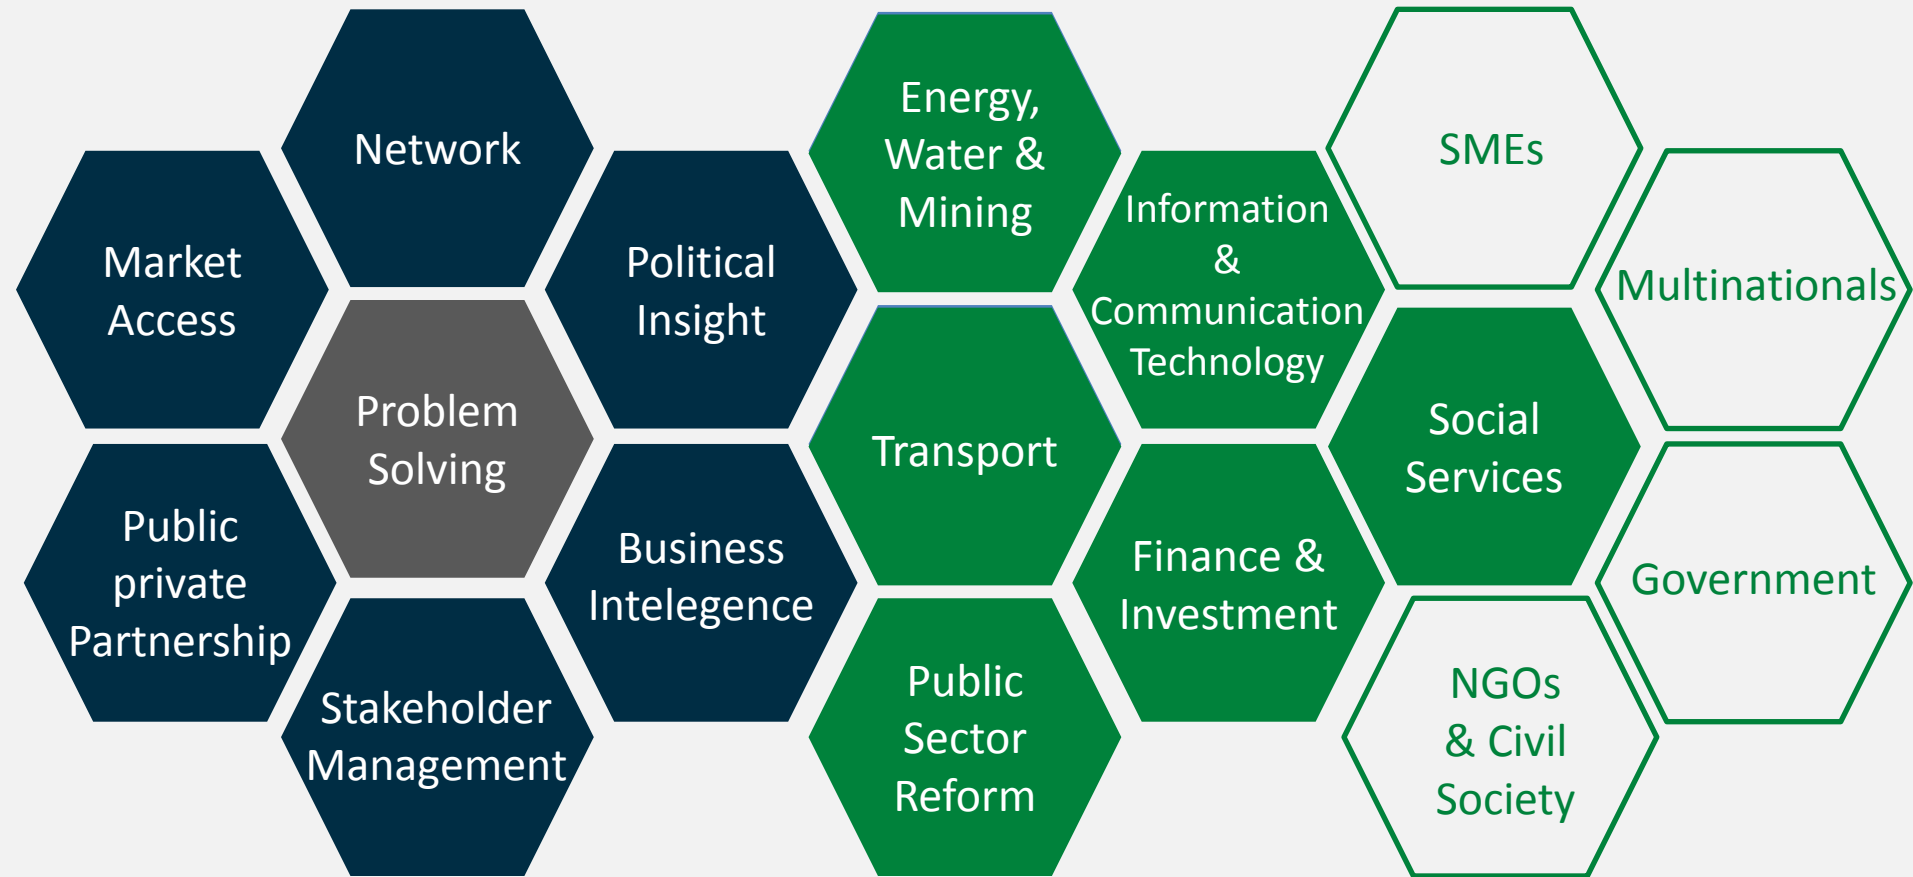 Network
Market
Access
Political
Insight
Problem
Solving
Public
private
Partnership
Business
Intelegence
Stakeholder
Management
Energy,
Water &
Mining
Information
&
Communication
Technology
Transport
Finance &
Investment
Social
Services
Public
Sector
Reform
SMEs
Multinationals
Government
NGOs
& Civil
Society